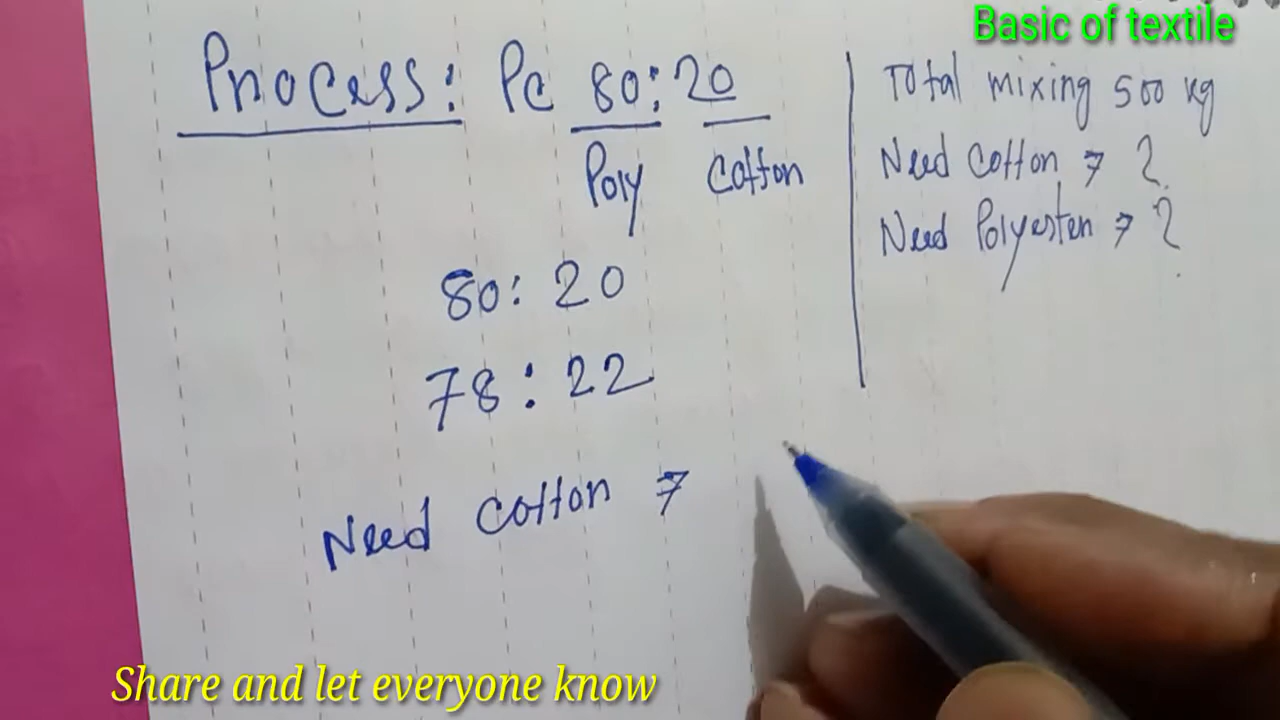 Basic of textile
Process: PC 80:20
Poly Cotton
Total mixing 500 kg
Need Cotton → ?
Need Polyester → ?
80:20
78:22
Need Cotton →
Share and let everyone know